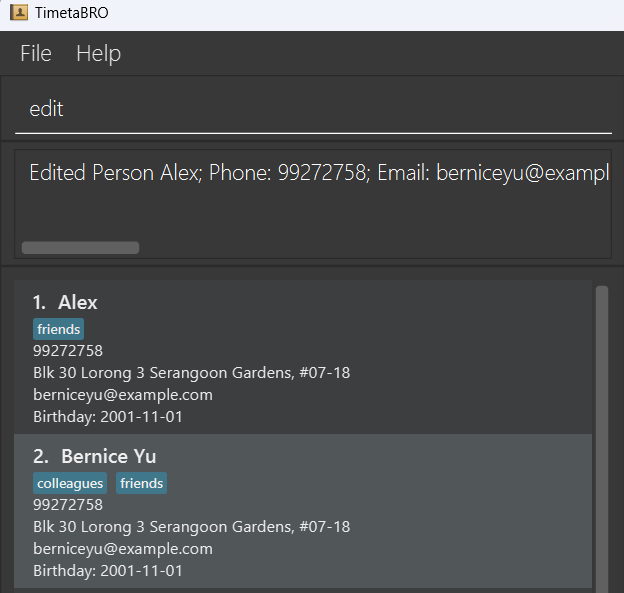 TimetaBRO
File Help
edit
Edited Person Alex; Phone: 99272758; Email: berniceyu@exampl
1. Alex
friends
99272758
Blk 30 Lorong 3 Serangoon Gardens, #07-18
berniceyu@example.com
Birthday: 2001-11-01
2. Bernice Yu
colleagues friends
99272758
Blk 30 Lorong 3 Serangoon Gardens, #07-18
berniceyu@example.com
Birthday: 2001-11-01